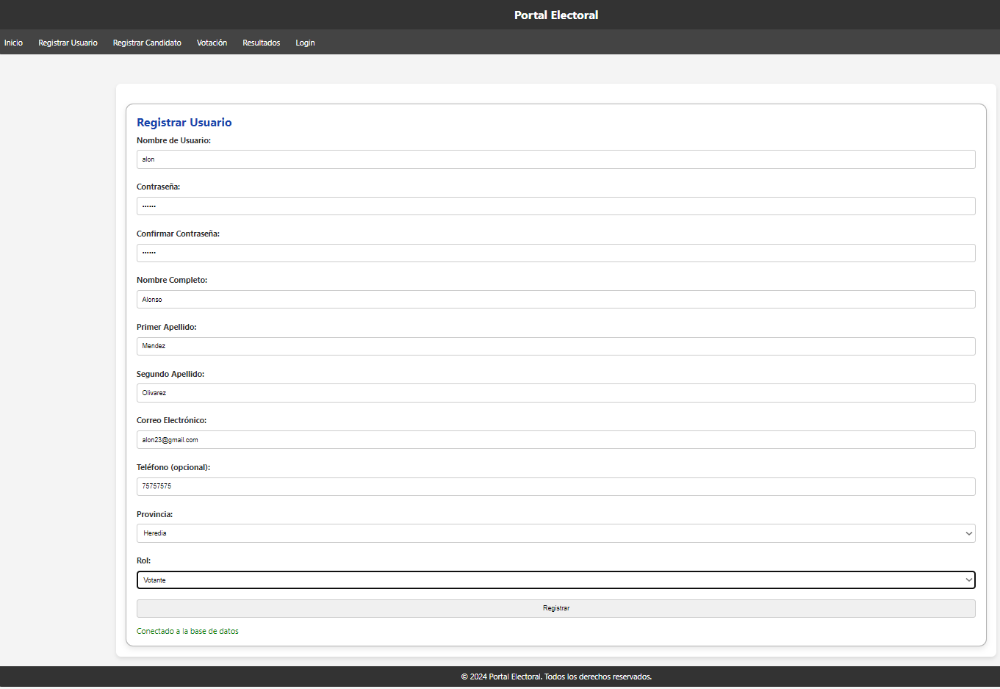 Portal Electoral
Inicio Registrar Usuario Registrar Candidato Votación Resultados Login
Registrar Usuario
Nombre de Usuario:
alon
Contraseña:
••••••
Confirmar Contraseña:
••••••
Nombre Completo:
Alonso
Primer Apellido:
Mendez
Segundo Apellido:
Olivarez
Correo Electrónico:
alon23@gmail.com
Teléfono (opcional):
75757575
Provincia:
Heredia
Rol:
Votante
Registrar
Conectado a la base de datos
© 2024 Portal Electoral. Todos los derechos reservados.